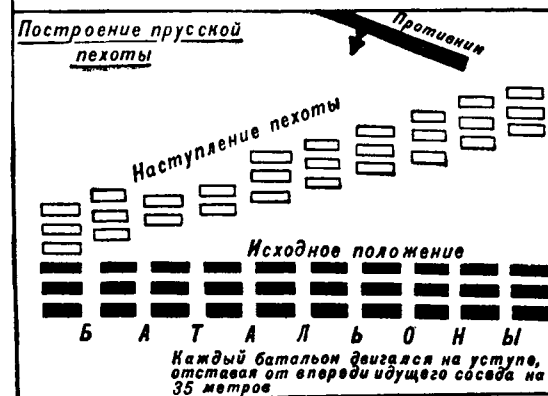 Построение прусской
пехоты
Противник
Наступление пехоты
Исходное положение
Б А Т А Л Ь О Н Ы
Каждый батальон двигался на уступе,
отставая от впереди идущего соседа на
35 метров